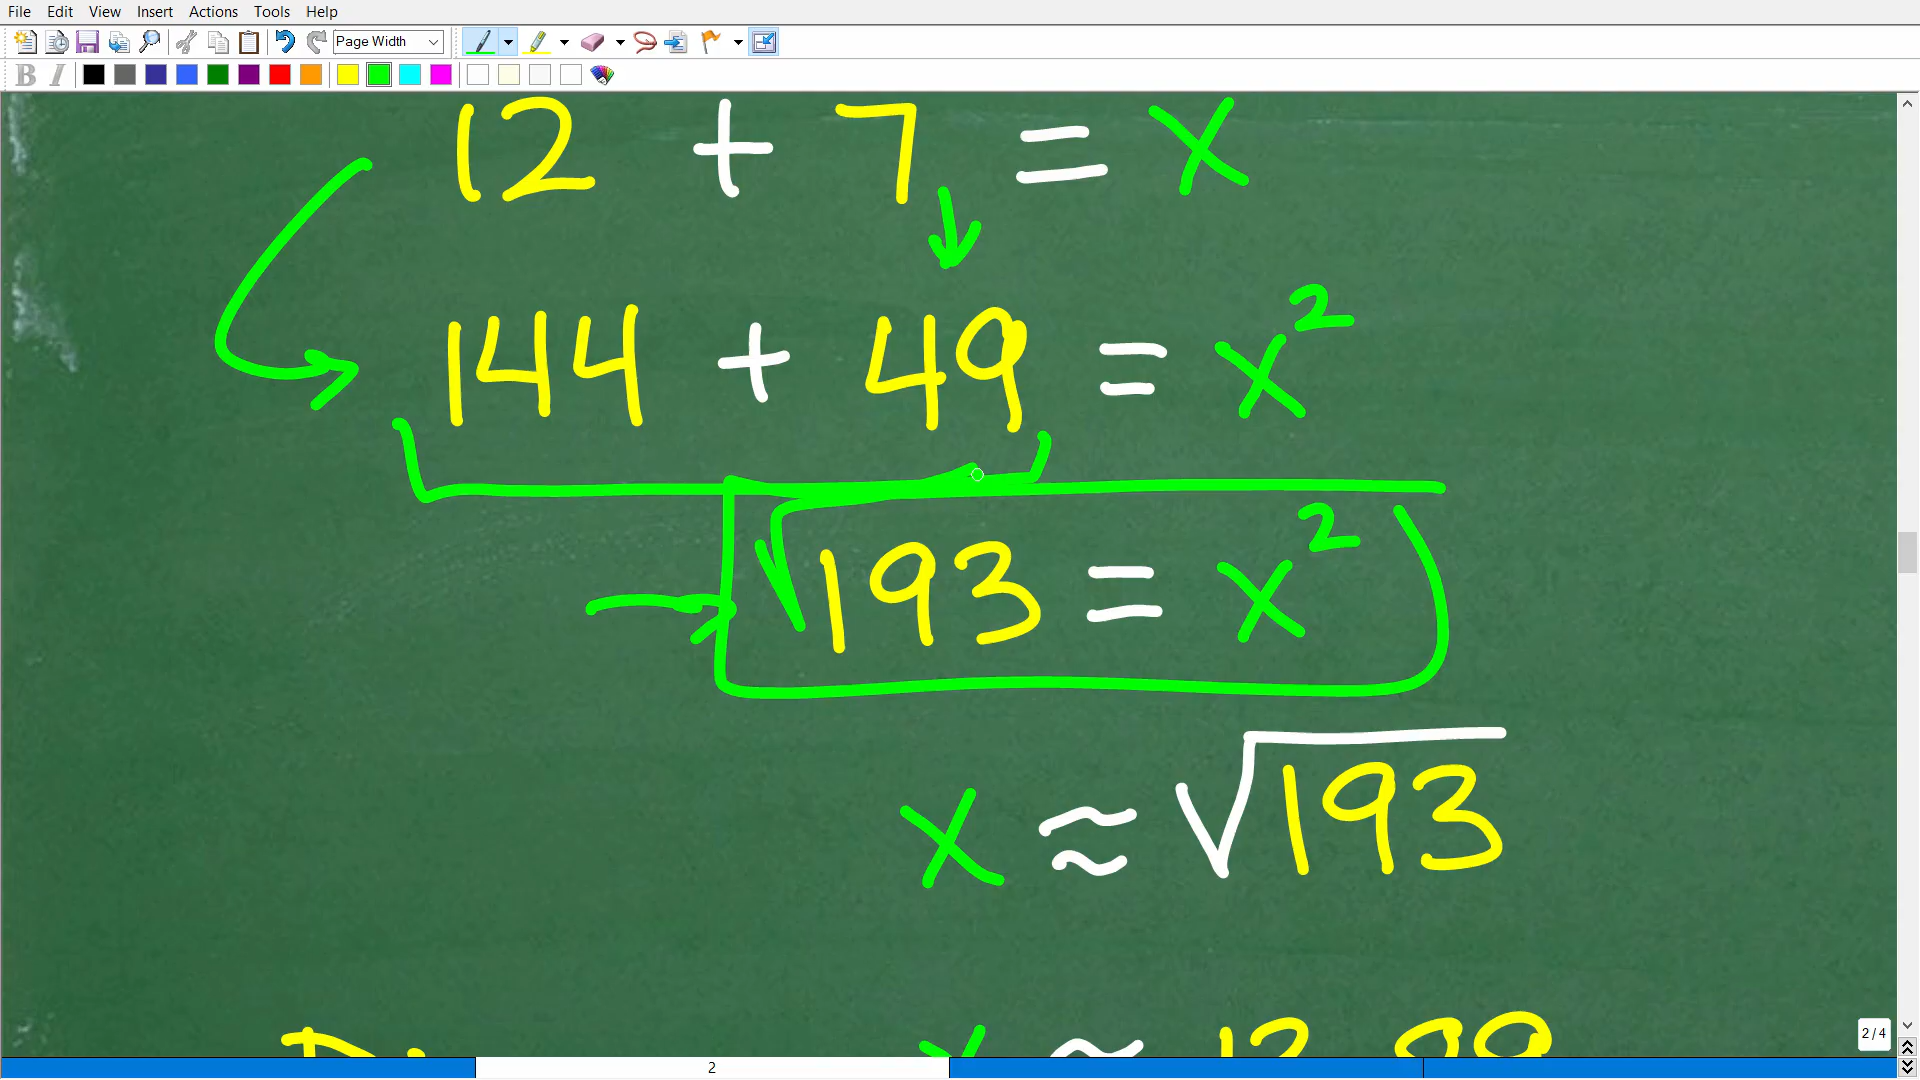 File Edit View Insert Actions Tools Help
Page Width
B I
12 + 7 = x
144 + 49 = x²
√193 = x²
x ≈ √193
x ≈
2 / 4
2